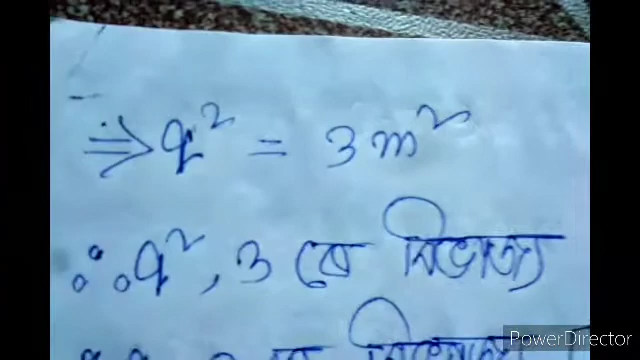 ⇒ q² = 3m²
∴ q², 3 ৰে বিভাজ্য
PowerDirector